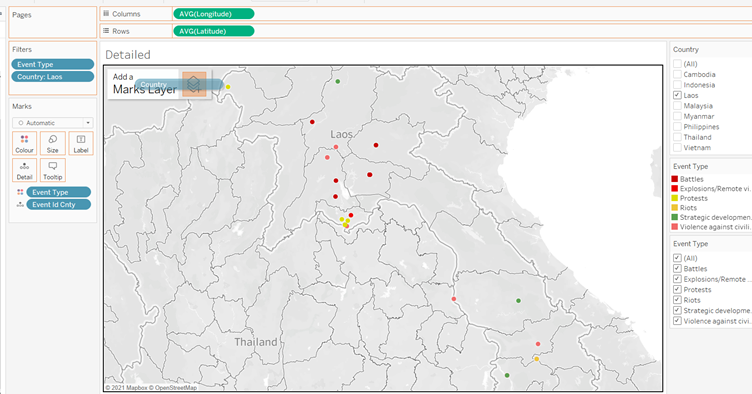 Pages
Columns
AVG(Longitude)
Rows
AVG(Latitude)
Filters
Event Type
Country: Laos
Marks
Automatic
Colour
Size
Label
Detail
Tooltip
Event Type
Event Id Cnty
Detailed
Add a
Country
Marks Layer
Laos
Thailand
© 2021 Mapbox © OpenStreetMap
Country
(All)
Cambodia
Indonesia
Laos
Malaysia
Myanmar
Philippines
Thailand
Vietnam
Event Type
Battles
Explosions/Remote vi..
Protests
Riots
Strategic developmen..
Violence against civili..
Event Type
(All)
Battles
Explosions/Remote ...
Protests
Riots
Strategic developme...
Violence against civi...